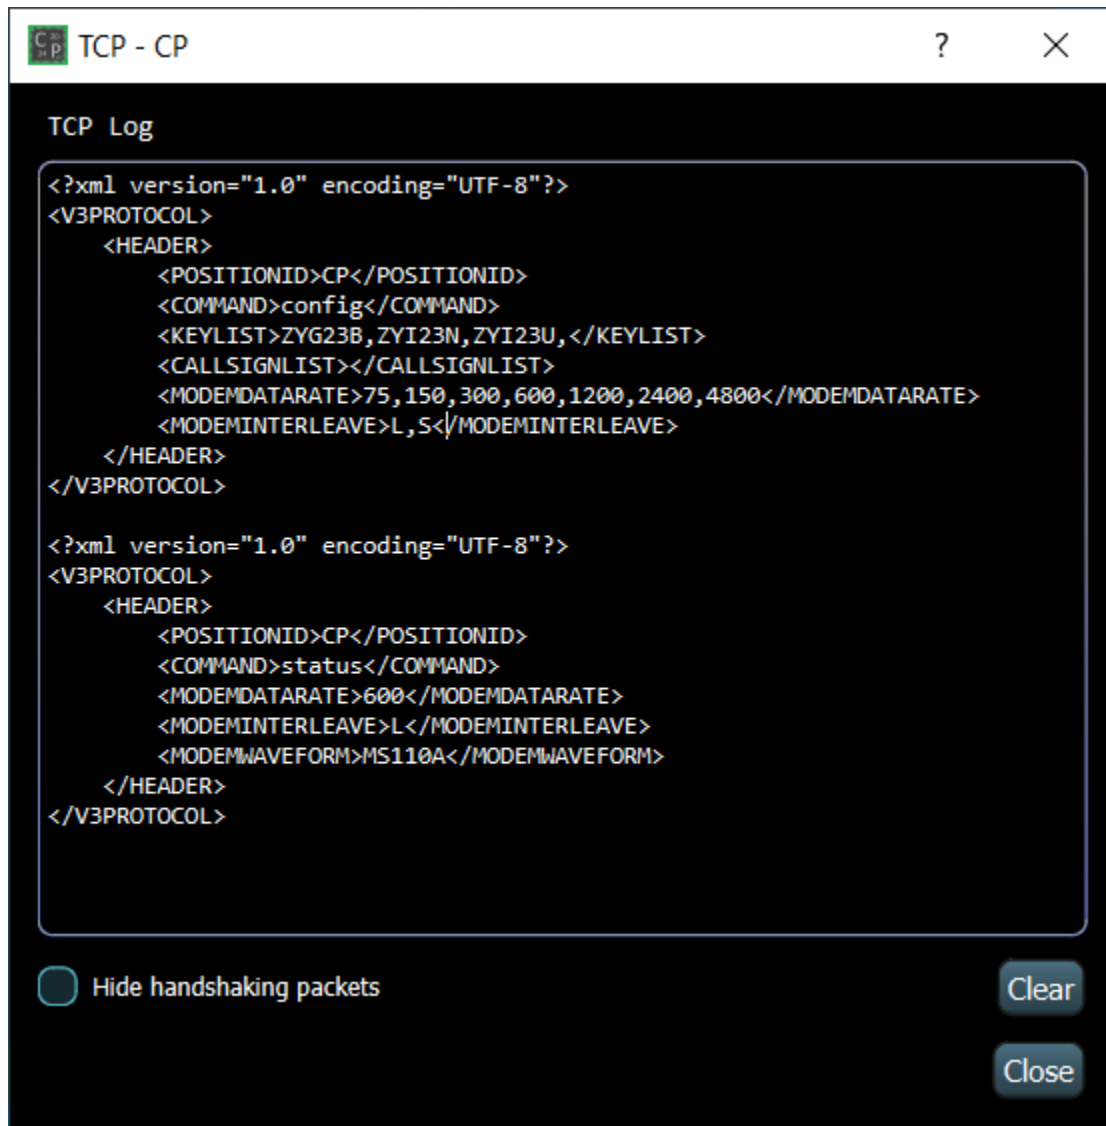 TCP - CP
TCP Log
<?xml version="1.0" encoding="UTF-8"?>
<V3PROTOCOL>
    <HEADER>
        <POSITIONID>CP</POSITIONID>
        <COMMAND>config</COMMAND>
        <KEYLIST>ZYG23B,ZYI23N,ZYI23U,</KEYLIST>
        <CALLSIGNLIST></CALLSIGNLIST>
        <MODEMDATARATE>75,150,300,600,1200,2400,4800</MODEMDATARATE>
        <MODEMINTERLEAVE>L,S</MODEMINTERLEAVE>
    </HEADER>
</V3PROTOCOL>

<?xml version="1.0" encoding="UTF-8"?>
<V3PROTOCOL>
    <HEADER>
        <POSITIONID>CP</POSITIONID>
        <COMMAND>status</COMMAND>
        <MODEMDATARATE>600</MODEMDATARATE>
        <MODEMINTERLEAVE>L</MODEMINTERLEAVE>
        <MODEMWAVEFORM>MS110A</MODEMWAVEFORM>
    </HEADER>
</V3PROTOCOL>
Hide handshaking packets
Clear
Close